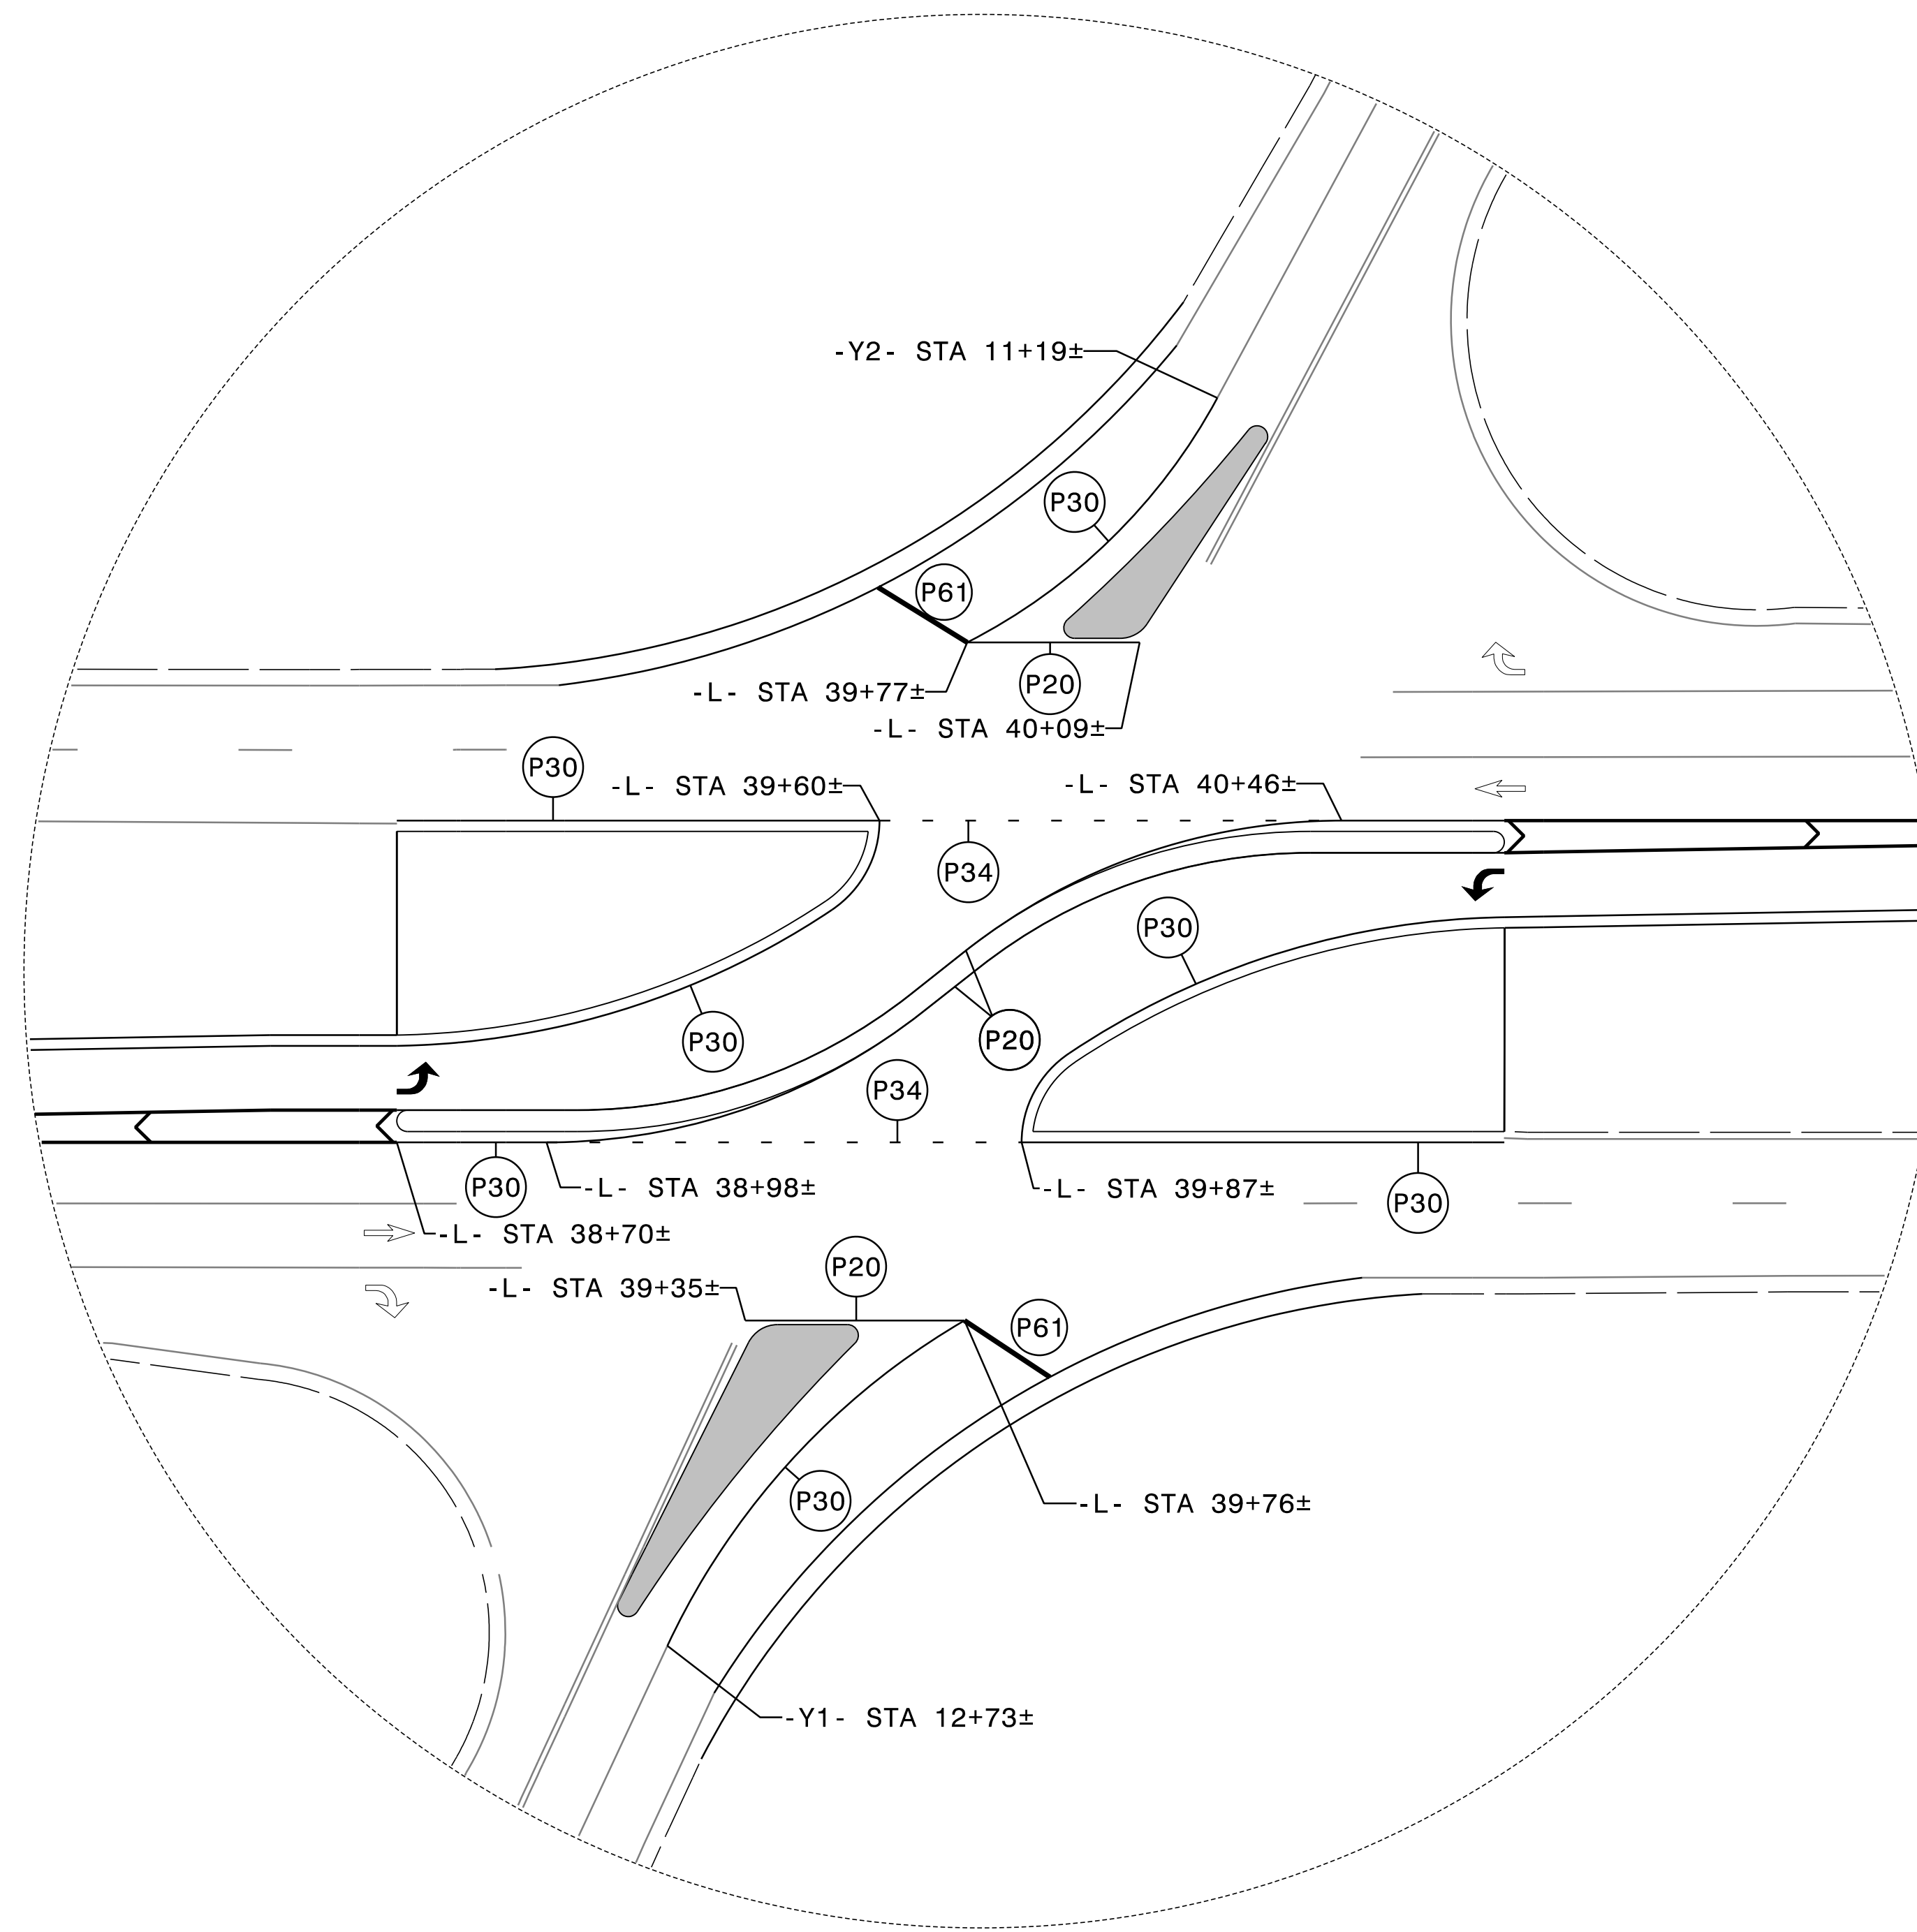 -Y2- STA 11+19±
P30
P61
-L- STA 39+77±
P20
-L- STA 40+09±
P30
-L- STA 39+60±
-L- STA 40+46±
P34
P30
P30
P20
P34
P30
-L- STA 38+98±
-L- STA 39+87±
P30
-L- STA 38+70±
P20
-L- STA 39+35±
P61
P30
-L- STA 39+76±
-Y1- STA 12+73±